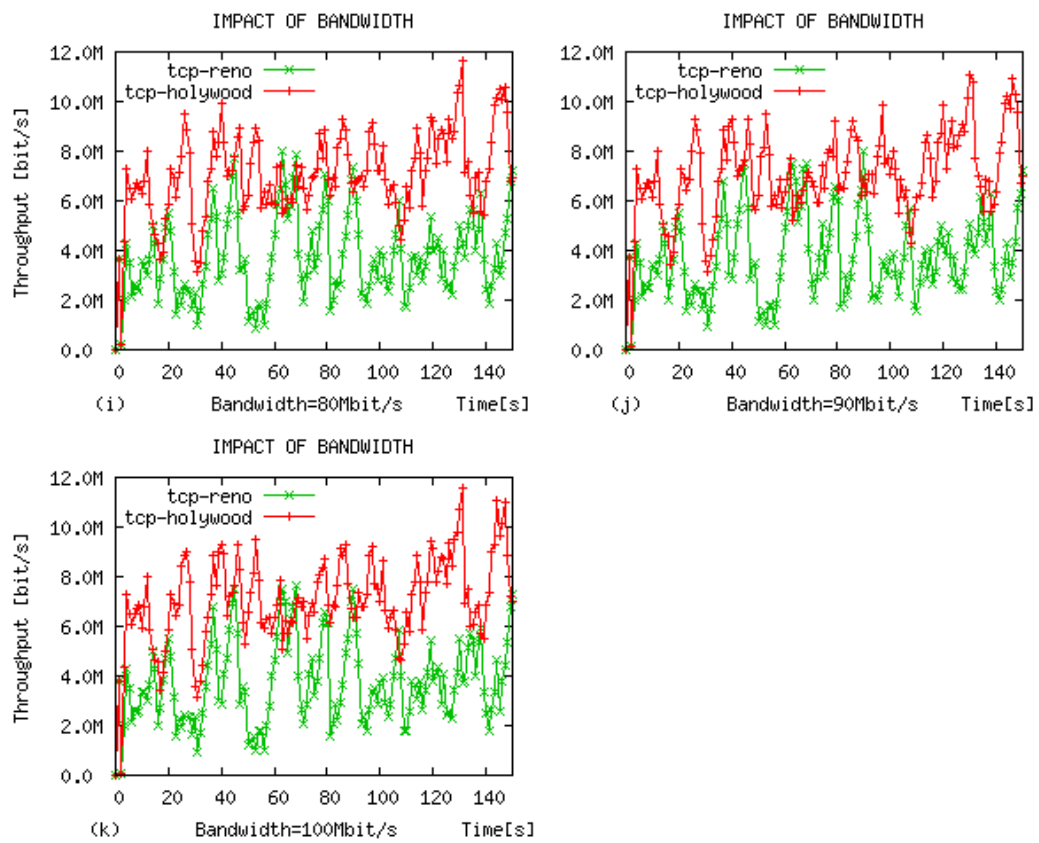 IMPACT OF BANDWIDTH
12.0M
10.0M
8.0M
6.0M
4.0M
2.0M
0.0
Throughput [bit/s]
tcp-reno
tcp-holywood
0 20 40 60 80 100 120 140
(i) Bandwidth=80Mbit/s Time[s]
IMPACT OF BANDWIDTH
12.0M
10.0M
8.0M
6.0M
4.0M
2.0M
0.0
tcp-reno
tcp-holywood
0 20 40 60 80 100 120 140
(j) Bandwidth=90Mbit/s Time[s]
IMPACT OF BANDWIDTH
12.0M
10.0M
8.0M
6.0M
4.0M
2.0M
0.0
Throughput [bit/s]
tcp-reno
tcp-holywood
0 20 40 60 80 100 120 140
(k) Bandwidth=100Mbit/s Time[s]